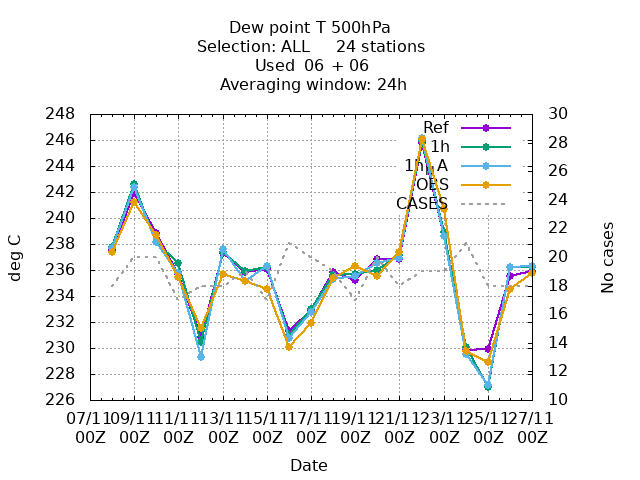 Dew point T 500hPa
Selection: ALL 24 stations
Used 06 + 06
Averaging window: 24h
248
246
244
242
240
238
236
234
232
230
228
226
30
28
26
24
22
20
18
16
14
12
10
deg C
No cases
Ref
1h
1h_A
OBS
CASES
07/11 09/11 11/11 13/11 15/11 17/11 19/11 21/11 23/11 25/11 27/11
00Z 00Z 00Z 00Z 00Z 00Z 00Z 00Z 00Z 00Z 00Z
Date